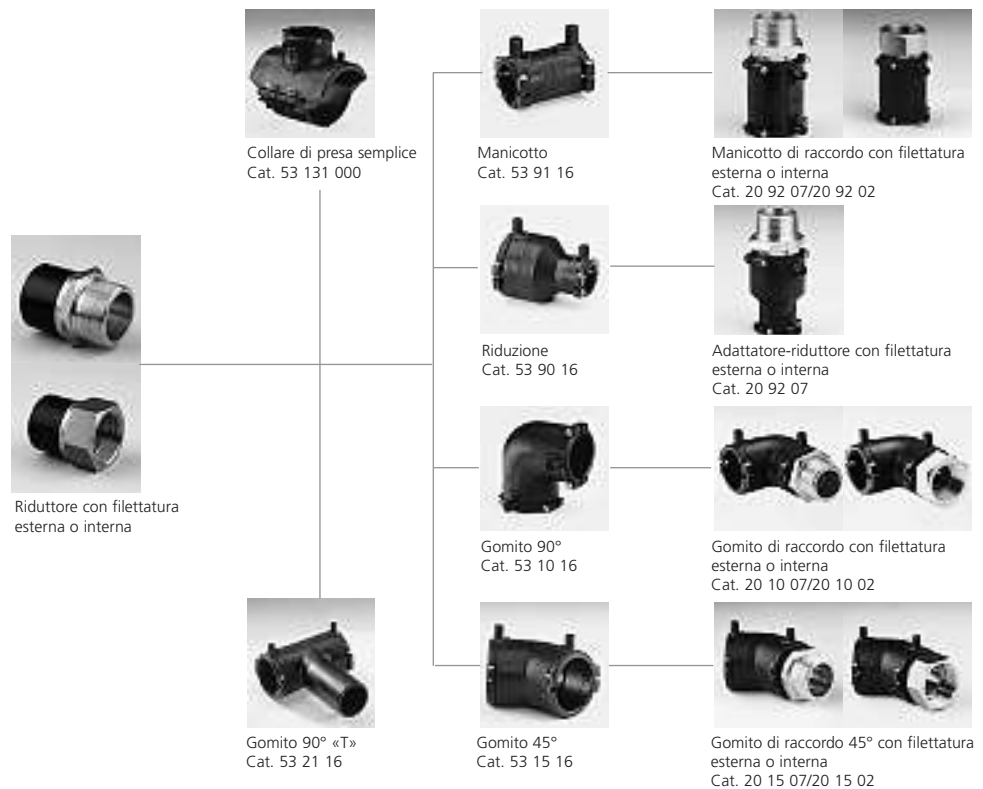 Collare di presa semplice
Cat. 53 131 000
Manicotto
Cat. 53 91 16
Manicotto di raccordo con filettatura
esterna o interna
Cat. 20 92 07/20 92 02
Riduttore con filettatura
esterna o interna
Riduzione
Cat. 53 90 16
Adattatore-riduttore con filettatura
esterna o interna
Cat. 20 92 07
Gomito 90°
Cat. 53 10 16
Gomito di raccordo con filettatura
esterna o interna
Cat. 20 10 07/20 10 02
Gomito 90° «T»
Cat. 53 21 16
Gomito 45°
Cat. 53 15 16
Gomito di raccordo 45° con filettatura
esterna o interna
Cat. 20 15 07/20 15 02